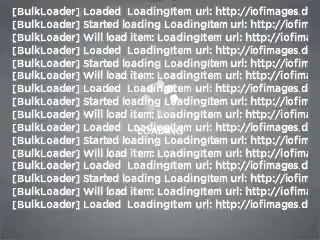 [BulkLoader] Loaded  LoadingItem url: http://iofimages.d
[BulkLoader] Started loading LoadingItem url: http://iofim
[BulkLoader] Will load item: LoadingItem url: http://iofima
[BulkLoader] Loaded  LoadingItem url: http://iofimages.d
[BulkLoader] Started loading LoadingItem url: http://iofim
[BulkLoader] Will load item: LoadingItem url: http://iofima
[BulkLoader] Loaded  LoadingItem url: http://iofimages.d
[BulkLoader] Started loading LoadingItem url: http://iofim
[BulkLoader] Will load item: LoadingItem url: http://iofima
[BulkLoader] Loaded  LoadingItem url: http://iofimages.d
LOADING
[BulkLoader] Started loading LoadingItem url: http://iofim
[BulkLoader] Will load item: LoadingItem url: http://iofima
[BulkLoader] Loaded  LoadingItem url: http://iofimages.d
[BulkLoader] Started loading LoadingItem url: http://iofim
[BulkLoader] Will load item: LoadingItem url: http://iofima
[BulkLoader] Loaded  LoadingItem url: http://iofimages.d